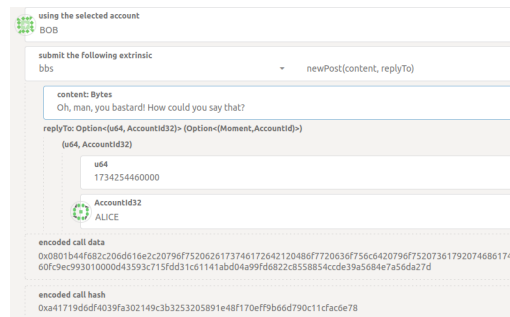 using the selected account
BOB
submit the following extrinsic
bbs newPost(content, replyTo)
content: Bytes
Oh, man, you bastard! How could you say that?
replyTo: Option<(u64, AccountId32)> (Option<(Moment,AccountId)>)
(u64, AccountId32)
u64
1734254460000
AccountId32
ALICE
encoded call data
0x0801b44f682c206d616e2c20796f7520626173746172642120486f7720636f756c6420796f752073617920746861743
60fc9ec993010000d43593c715fdd31c61141abd04a99fd6822c8558854ccde39a5684e7a56da27d
encoded call hash
0xa41719d6df4039fa302149c3b3253205891e48f170eff9b66d790c11cfac6e78